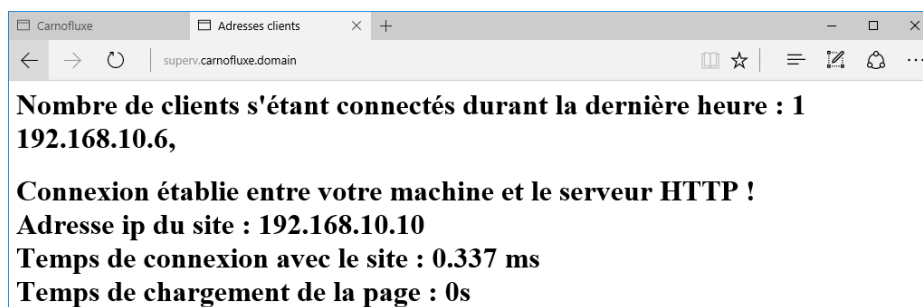 Carnofluxe
Adresses clients
superv.carnofluxe.domain
Nombre de clients s'étant connectés durant la dernière heure : 1
192.168.10.6,
Connexion établie entre votre machine et le serveur HTTP !
Adresse ip du site : 192.168.10.10
Temps de connexion avec le site : 0.337 ms
Temps de chargement de la page : 0s